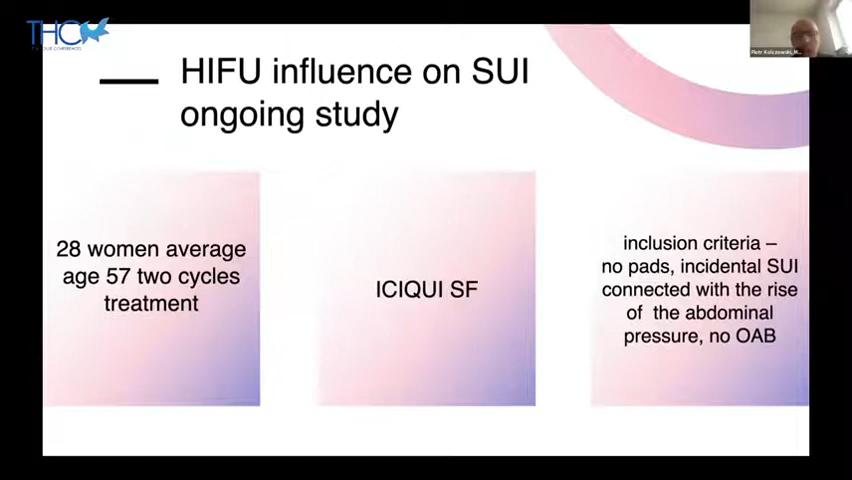 THC
HIFU influence on SUI
ongoing study
28 women average
age 57 two cycles
treatment
ICIQUI SF
inclusion criteria –
no pads, incidental SUI
connected with the rise
of the abdominal
pressure, no OAB